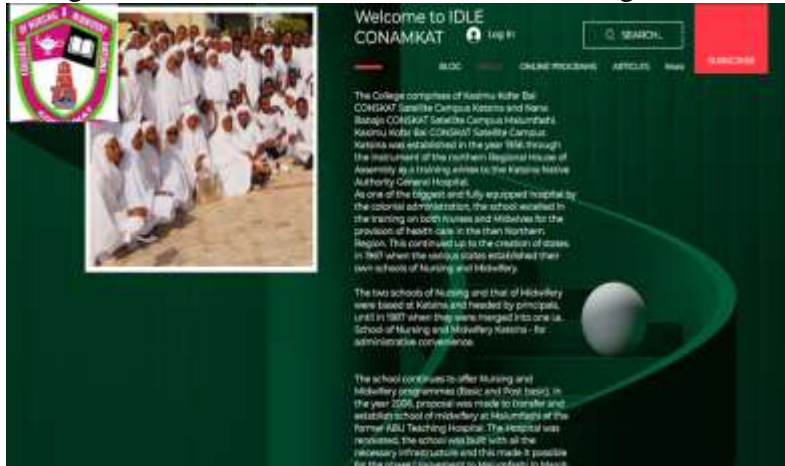 Welcome to IDLE
CONAMKAT
Log In
SEARCH...
SUBSCRIBE
BLOG
ONLINE PROGRAMS
ARTICLES
More
The College comprises of Kasimu Kofar Bai
CONSKAT Satellite Campus Katsina and Nana
Babajo CONSKAT Satellite Campus Malumfashi.
Kasimu Kofar Bai CONSKAT Satellite Campus
Katsina was established in the year 1956 through
the instrument of the northern Regional House of
Assembly as a training annex to the Katsina Native
Authority General Hospital.
As one of the biggest and fully equipped hospital by
the colonial administration, the school excelled in
the training on both Nurses and Midwives for the
provision of health care in the then Northern
Region. This continued up to the creation of states
in 1967 when the various states established their
own schools of Nursing and Midwifery.
The two schools of Nursing and that of Midwifery
were based at Katsina and headed by principals,
until in 1987 when they were merged into one i.e.
School of Nursing and Midwifery Katsina - for
administrative convenience.
The school continues to offer Nursing and
Midwifery programmes (Basic and Post basic). In
the year 2008, proposal was made to transfer and
establish school of midwifery at Malumfashi at the
former ABU Teaching Hospital. The Hospital was
renovated, the school was built with all the
necessary infrastructure and this made it possible